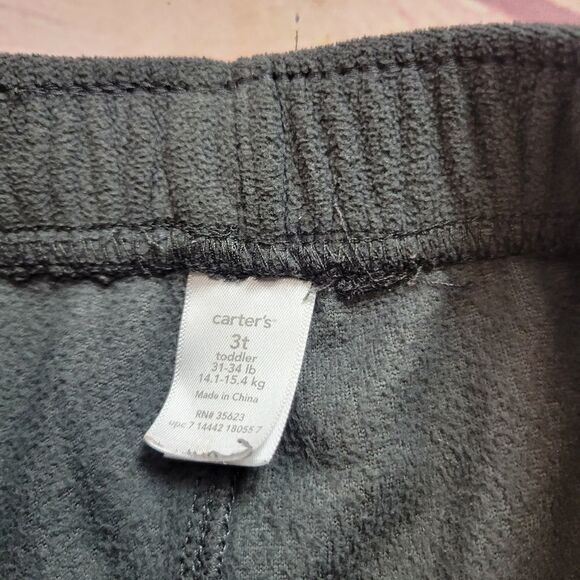 carter's
3t
toddler
31-34 lb
14.1-15.4 kg
Made in China
RN# 35623
upc 7 14442 18055 7